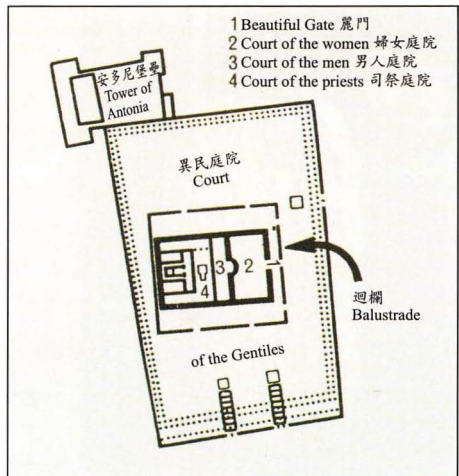 1 Beautiful Gate 麗門
2 Court of the women 婦女庭院
3 Court of the men 男人庭院
4 Court of the priests 司祭庭院
安多尼堡壘
Tower of
Antonia
異民庭院
Court
3
2
1
4
迴欄
Balustrade
of the Gentiles